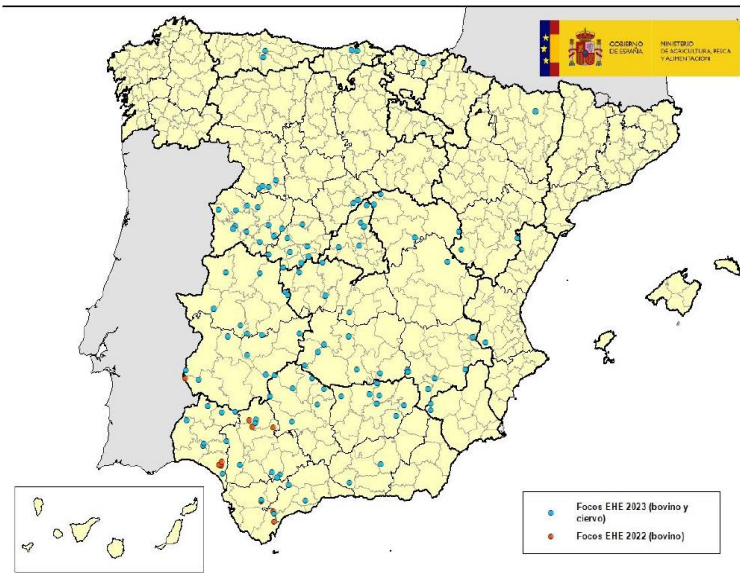 GOBIERNO
DE ESPAÑA
MINISTERIO
DE AGRICULTURA, PESCA
Y ALIMENTACIÓN
Focos EHE 2023 (bovino y
ciervo)
Focos EHE 2022 (bovino)